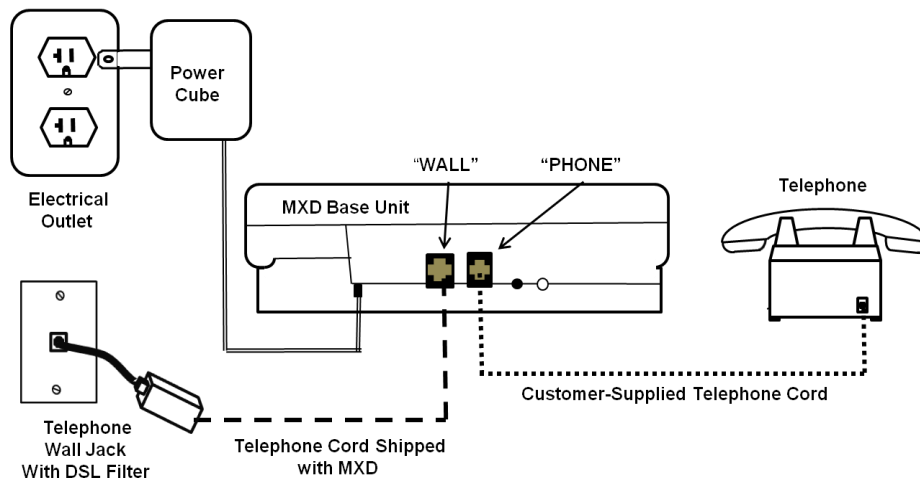 Power
Cube
Electrical
Outlet
"WALL"
"PHONE"
MXD Base Unit
Telephone
Customer-Supplied Telephone Cord
Telephone Cord Shipped
with MXD
Telephone
Wall Jack
With DSL Filter